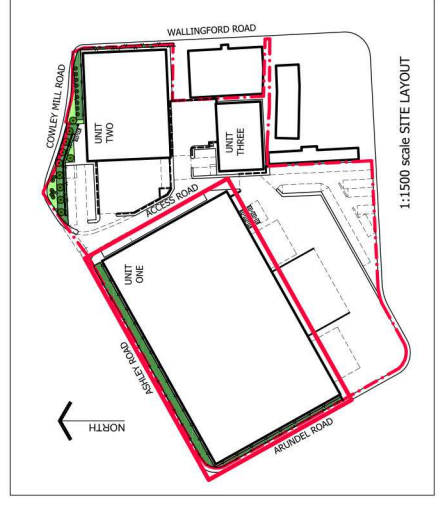 WALLINGFORD ROAD
COWLEY MILL ROAD
UNIT
TWO
UNIT
THREE
ACCESS ROAD
UNIT
ONE
ASHLEY ROAD
ARUNDEL ROAD
NORTH
1:1500 scale SITE LAYOUT